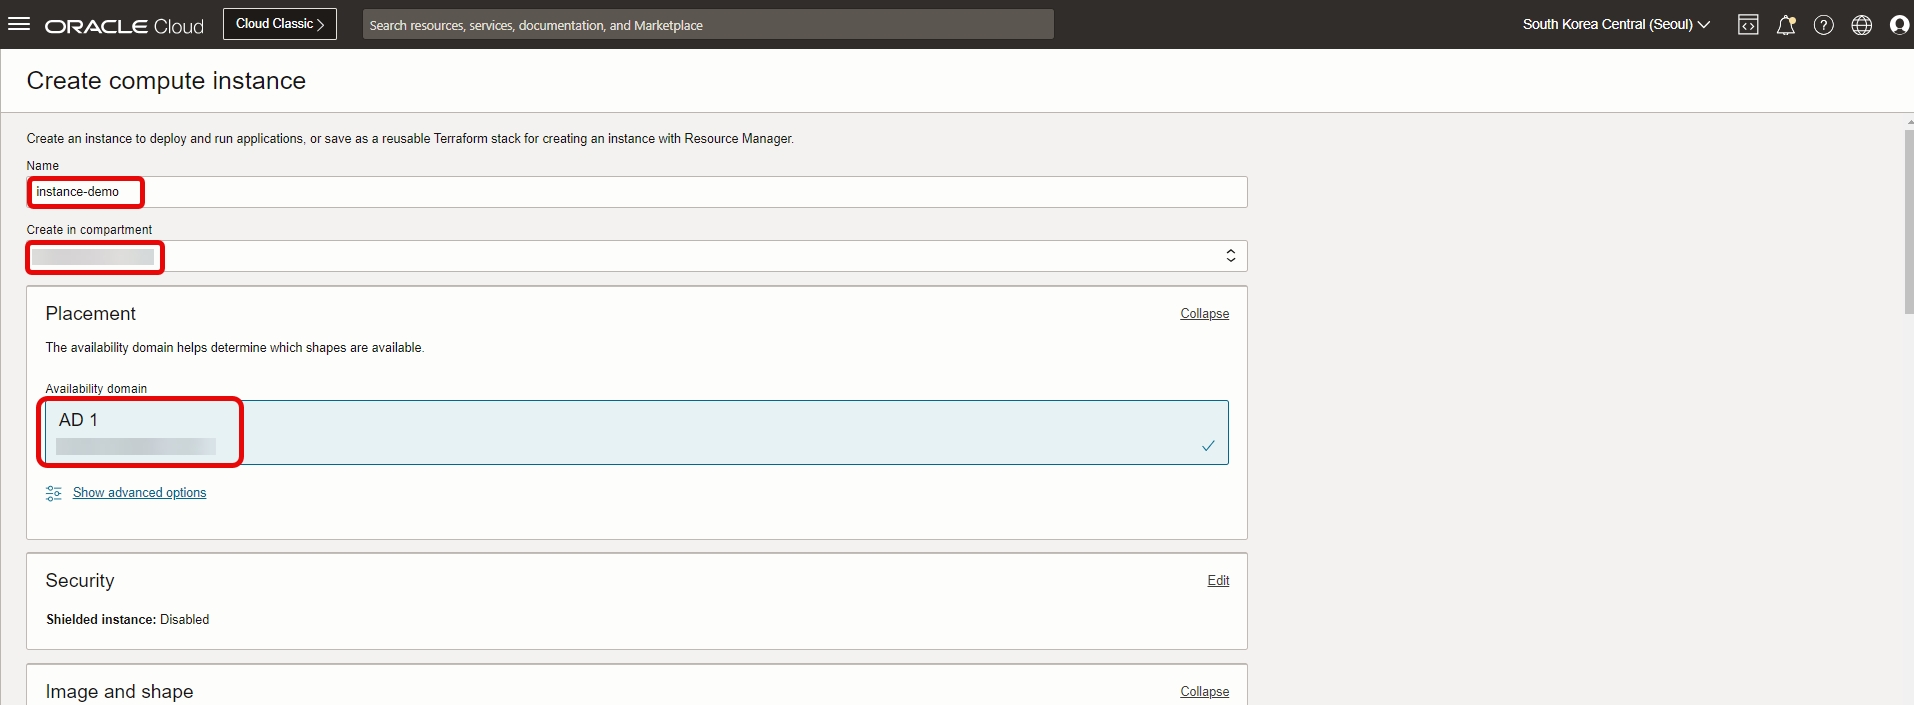 ORACLE Cloud
Cloud Classic
Search resources, services, documentation, and Marketplace
South Korea Central (Seoul)
Create compute instance
Create an instance to deploy and run applications, or save as a reusable Terraform stack for creating an instance with Resource Manager.
Name
instance-demo
Create in compartment
Placement
Collapse
The availability domain helps determine which shapes are available.
Availability domain
AD 1
Show advanced options
Security
Edit
Shielded instance: Disabled
Image and shape
Collapse